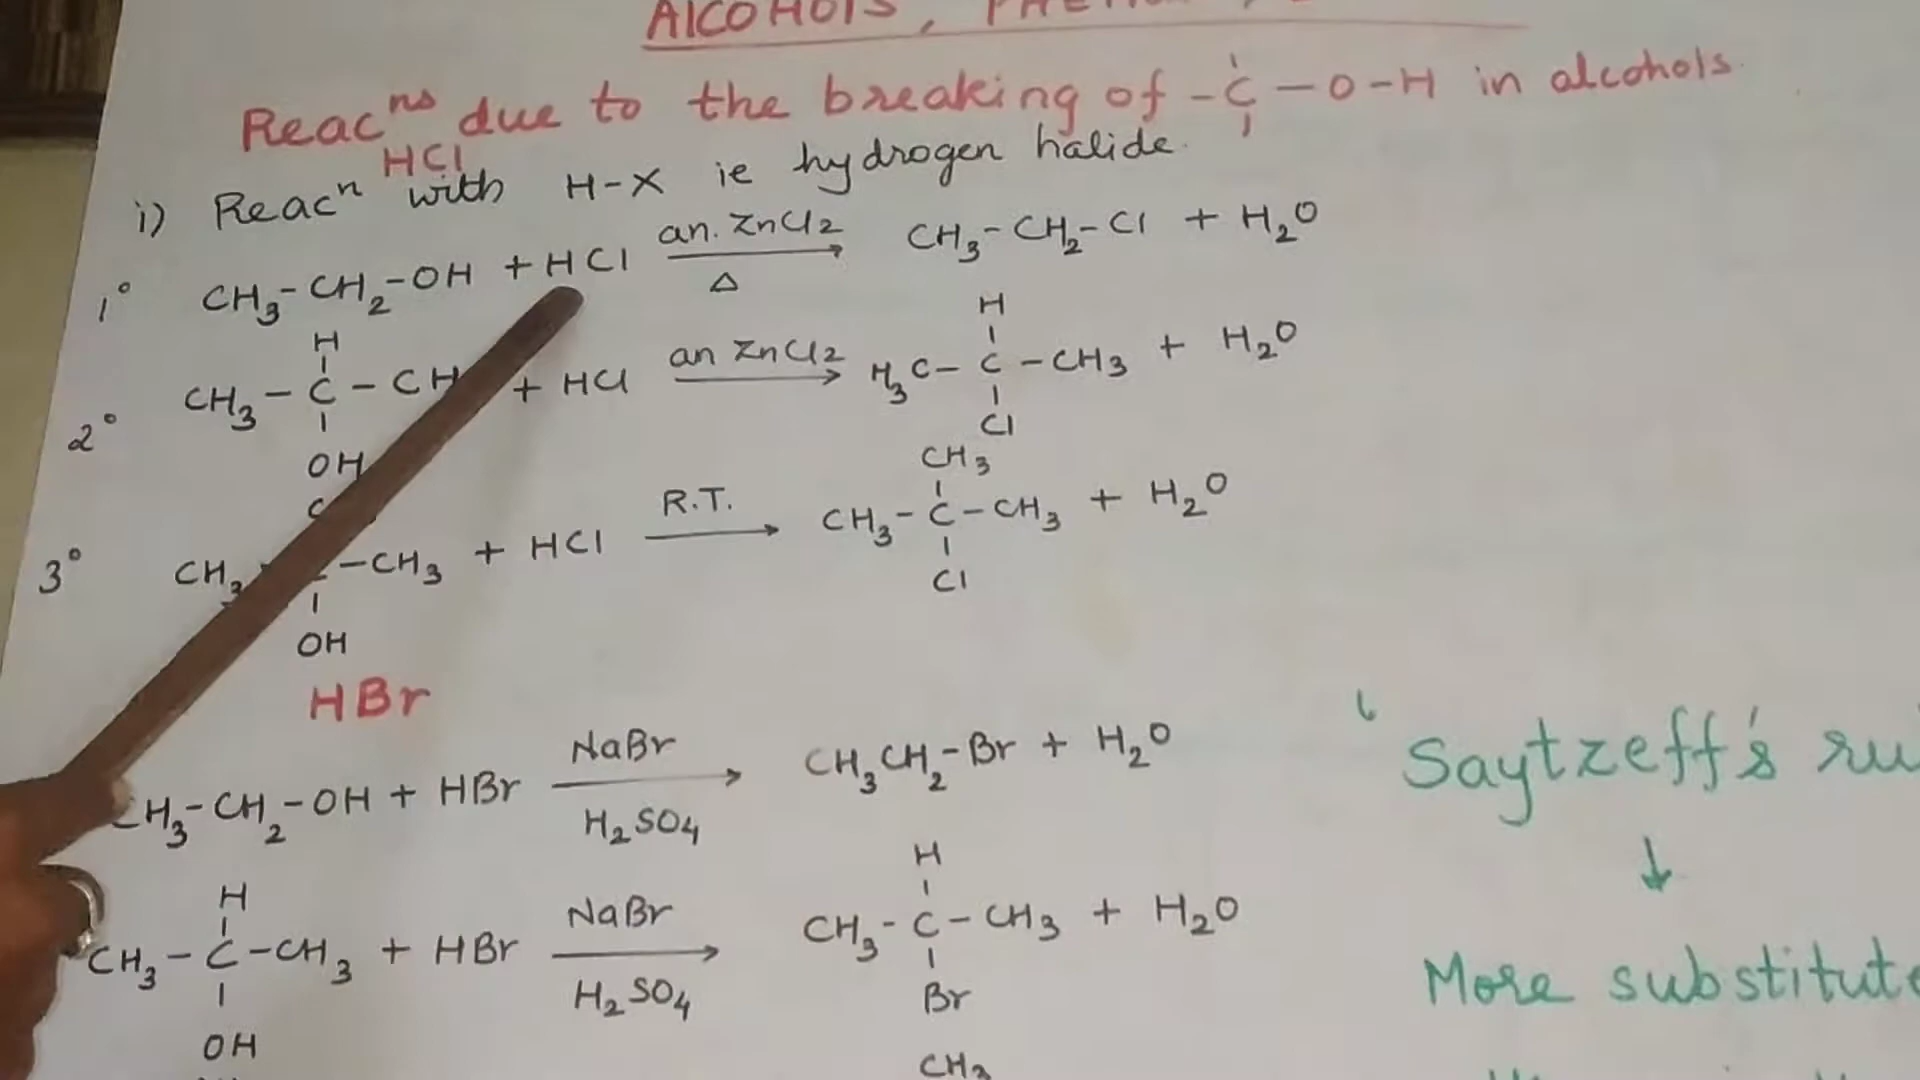 ALCOHOLS,
Reacns due to the breaking of -C-O-H in alcohols
HCl
i) Reacn with H-X ie hydrogen halide
1° CH3-CH2-OH + HCl an. ZnCl2 Δ CH3-CH2-Cl + H2O
H H
2° CH3-C-CH + HCl an ZnCl2 H3C-C-CH3 + H2O
OH Cl
CH3
3° CH3 -CH3 + HCl R.T. CH3-C-CH3 + H2O
OH Cl
HBr
CH3-CH2-OH + HBr NaBr H2SO4 CH3CH2-Br + H2O
H H
CH3-C-CH3 + HBr NaBr H2SO4 CH3-C-CH3 + H2O
OH Br
CH3
Saytzeff's
↓
More